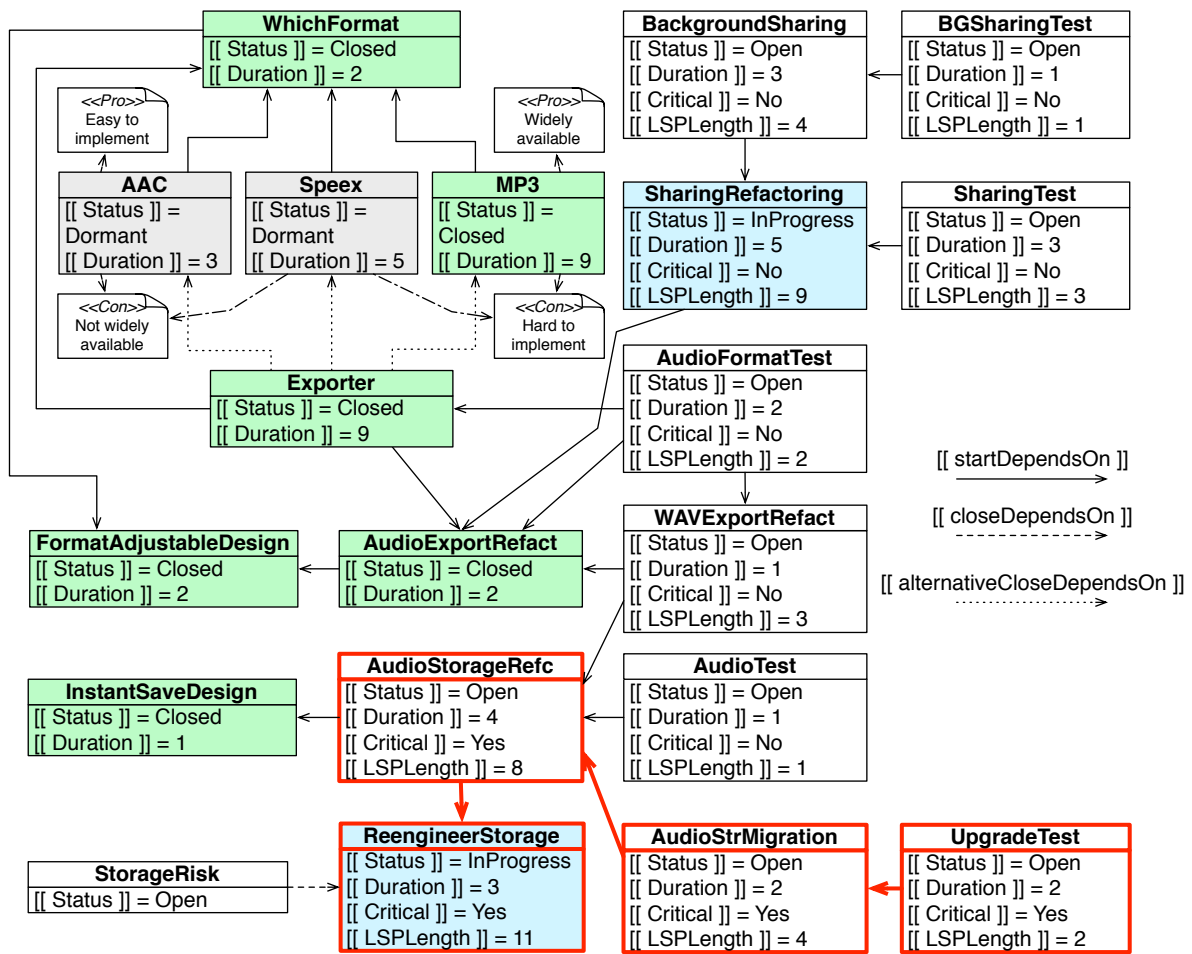 WhichFormat
[[ Status ]] = Closed
[[ Duration ]] = 2
BackgroundSharing
[[ Status ]] = Open
[[ Duration ]] = 3
[[ Critical ]] = No
[[ LSPLength ]] = 4
BGSharingTest
[[ Status ]] = Open
[[ Duration ]] = 1
[[ Critical ]] = No
[[ LSPLength ]] = 1
<<Pro>>
Easy to
implement
<<Pro>>
Widely
available
AAC
[[ Status ]] =
Dormant
[[ Duration ]] = 3
Speex
[[ Status ]] =
Dormant
[[ Duration ]] = 5
MP3
[[ Status ]] =
Closed
[[ Duration ]] = 9
SharingRefactoring
[[ Status ]] = InProgress
[[ Duration ]] = 5
[[ Critical ]] = No
[[ LSPLength ]] = 9
SharingTest
[[ Status ]] = Open
[[ Duration ]] = 3
[[ Critical ]] = No
[[ LSPLength ]] = 3
<<Con>>
Not widely
available
<<Con>>
Hard to
implement
Exporter
[[ Status ]] = Closed
[[ Duration ]] = 9
AudioFormatTest
[[ Status ]] = Open
[[ Duration ]] = 2
[[ Critical ]] = No
[[ LSPLength ]] = 2
[[ startDependsOn ]]
[[ closeDependsOn ]]
[[ alternativeCloseDependsOn ]]
FormatAdjustableDesign
[[ Status ]] = Closed
[[ Duration ]] = 2
AudioExportRefact
[[ Status ]] = Closed
[[ Duration ]] = 2
WAVExportRefact
[[ Status ]] = Open
[[ Duration ]] = 1
[[ Critical ]] = No
[[ LSPLength ]] = 3
InstantSaveDesign
[[ Status ]] = Closed
[[ Duration ]] = 1
AudioStorageRefc
[[ Status ]] = Open
[[ Duration ]] = 4
[[ Critical ]] = Yes
[[ LSPLength ]] = 8
AudioTest
[[ Status ]] = Open
[[ Duration ]] = 1
[[ Critical ]] = No
[[ LSPLength ]] = 1
StorageRisk
[[ Status ]] = Open
ReengineerStorage
[[ Status ]] = InProgress
[[ Duration ]] = 3
[[ Critical ]] = Yes
[[ LSPLength ]] = 11
AudioStrMigration
[[ Status ]] = Open
[[ Duration ]] = 2
[[ Critical ]] = Yes
[[ LSPLength ]] = 4
UpgradeTest
[[ Status ]] = Open
[[ Duration ]] = 2
[[ Critical ]] = Yes
[[ LSPLength ]] = 2